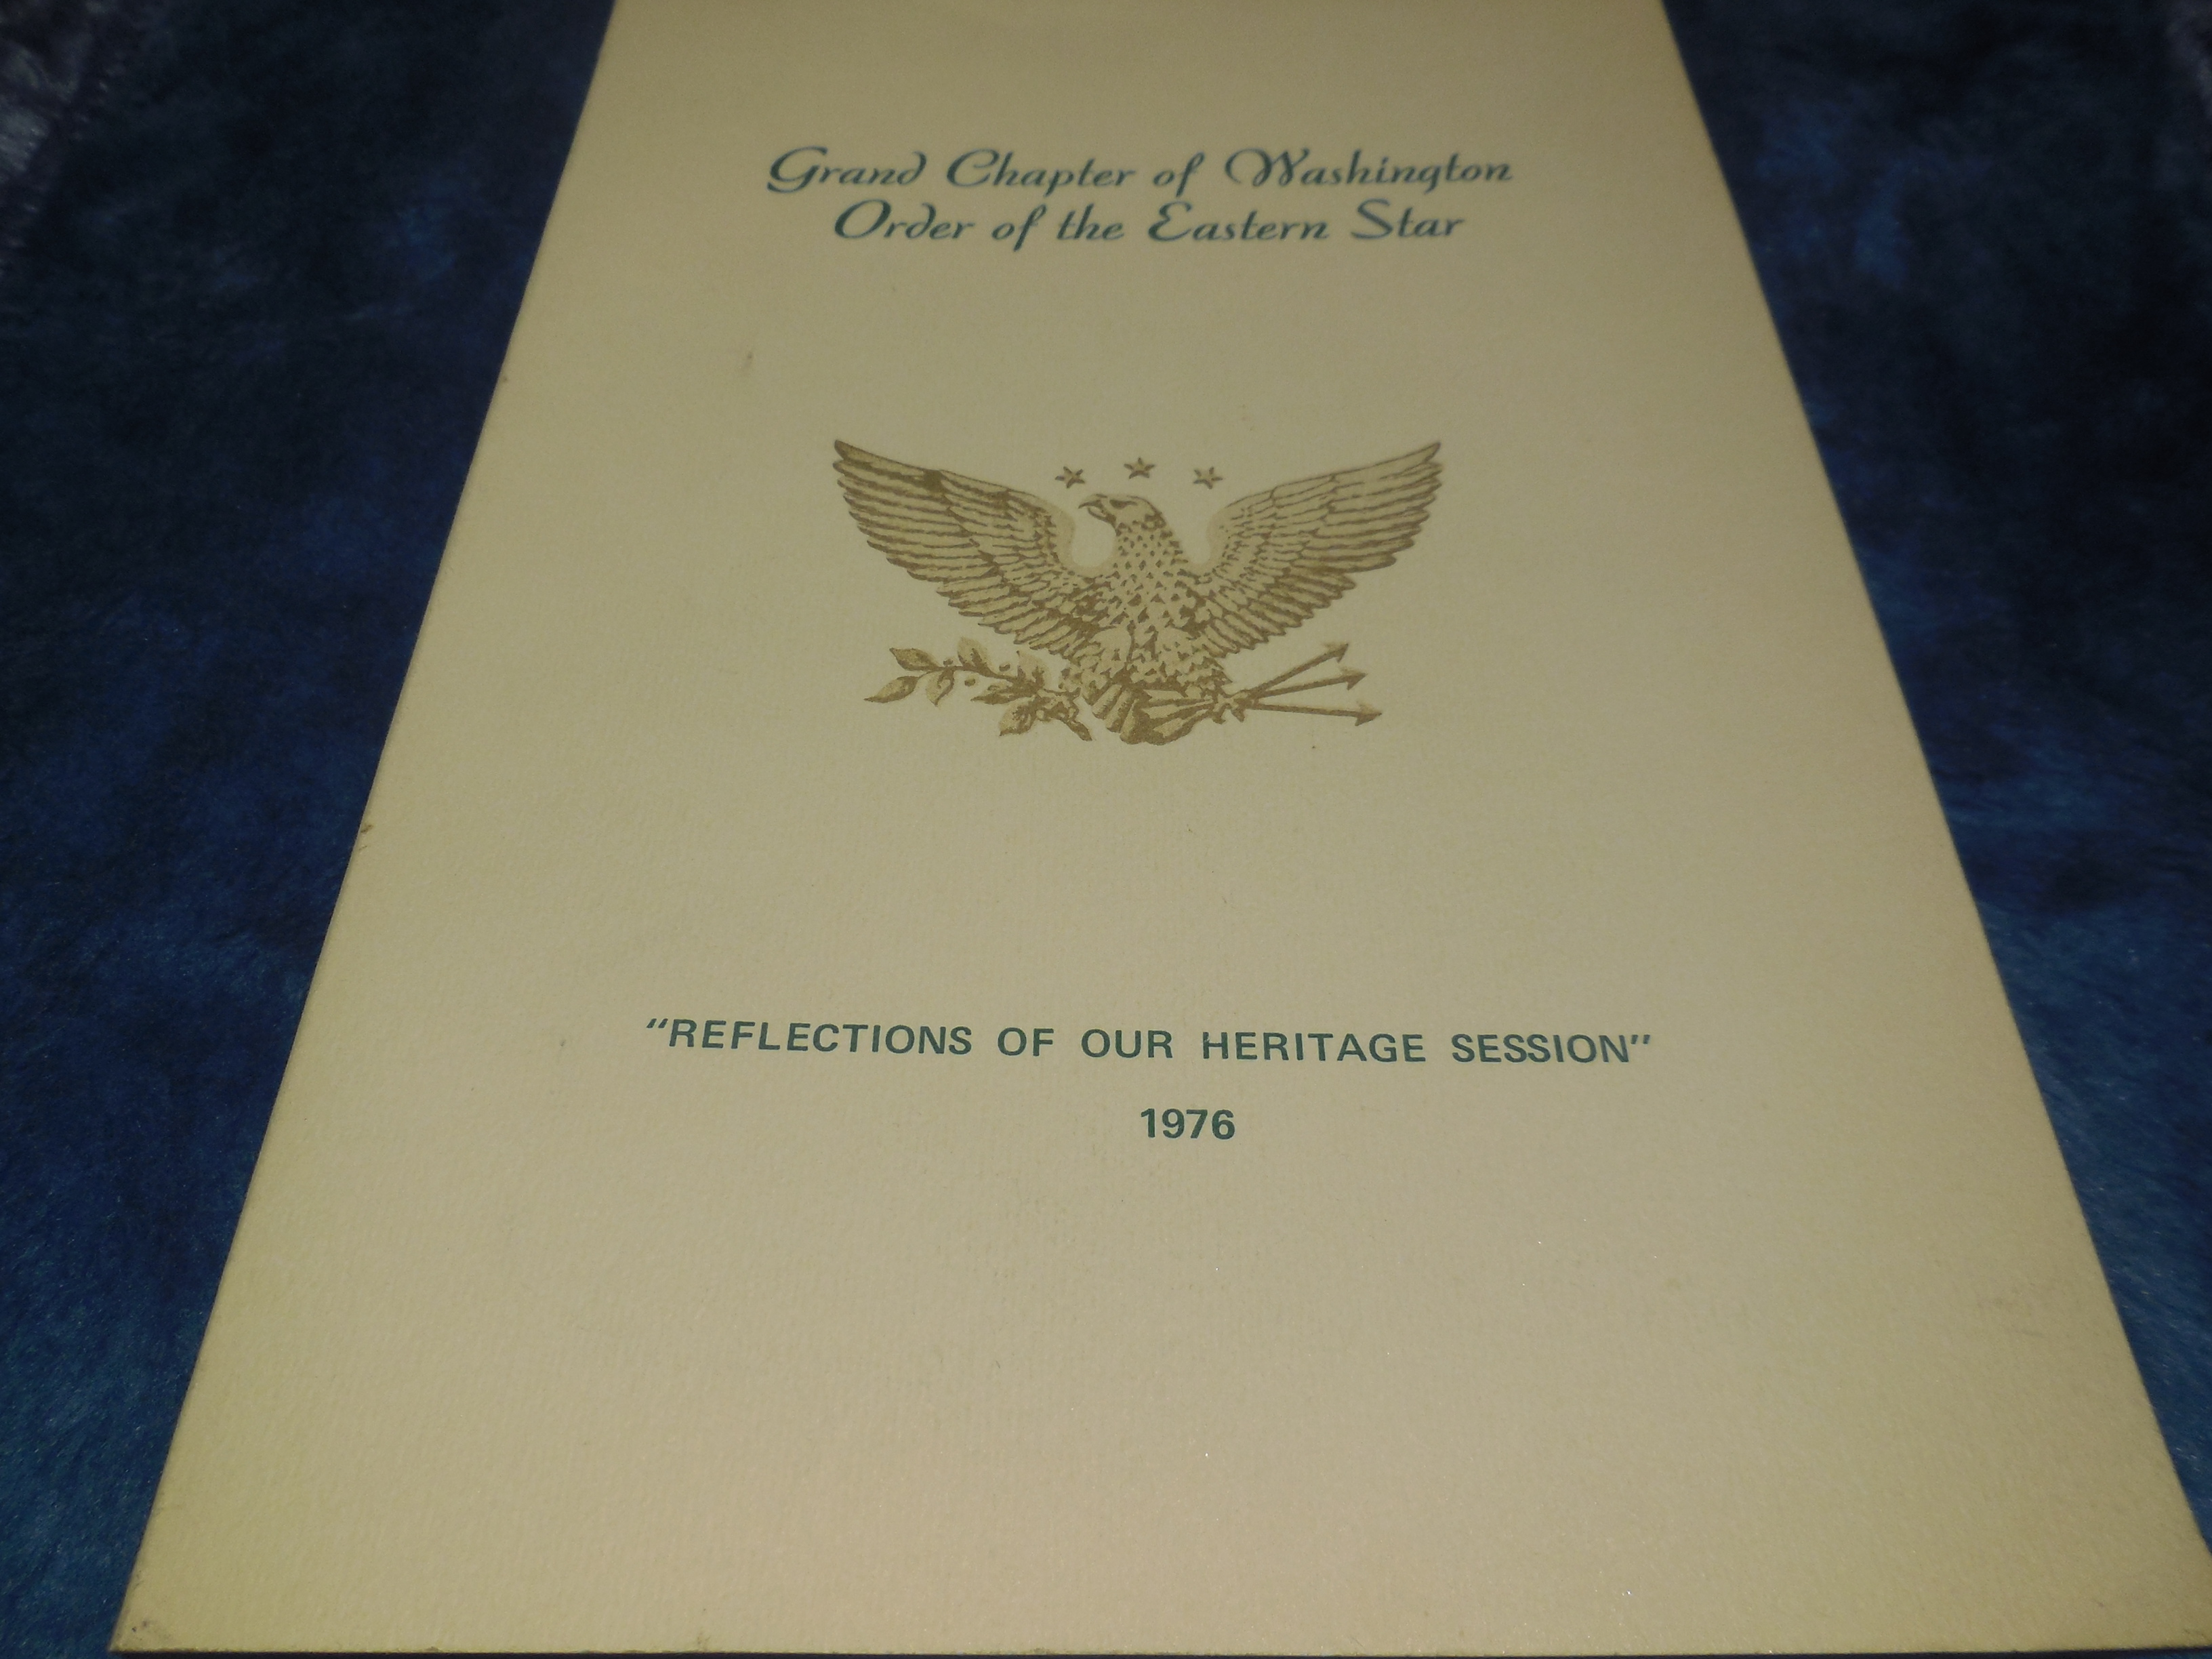 Grand Chapter of Washington
Order of the Eastern Star
"REFLECTIONS OF OUR HERITAGE SESSION"
1976